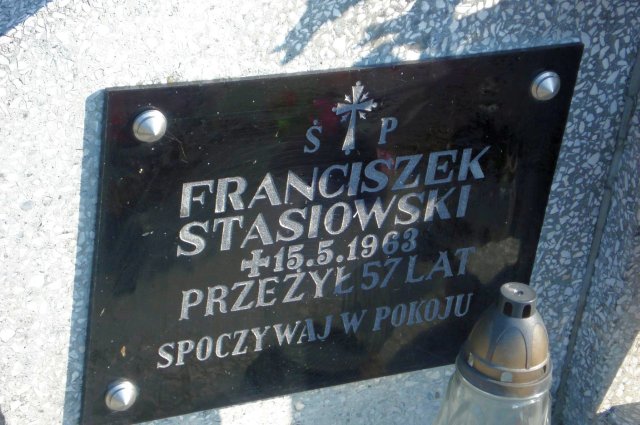 Ś P
FRANCISZEK
STASIOWSKI
15.5.1963
PRZEŻYŁ 57 LAT
SPOCZYWAJ W POKOJU